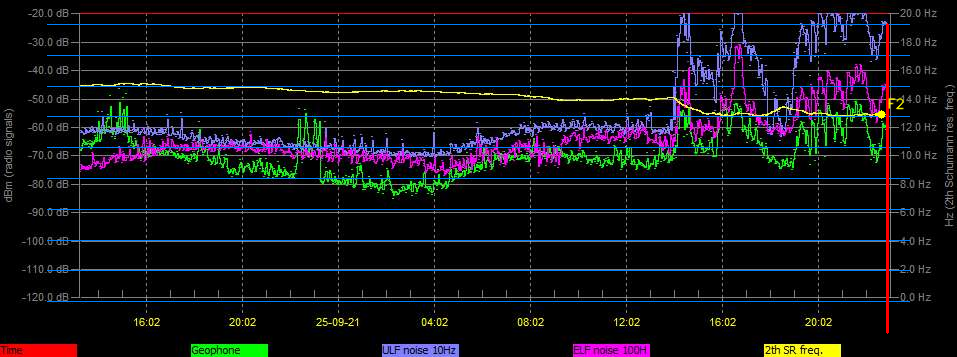 -20.0 dB 20.0 Hz
-30.0 dB 18.0 Hz
-40.0 dB 16.0 Hz
-50.0 dB 14.0 Hz
F2
-60.0 dB 12.0 Hz
-70.0 dB 10.0 Hz
-80.0 dB 8.0 Hz
-90.0 dB 6.0 Hz
-100.0 dB 4.0 Hz
-110.0 dB 2.0 Hz
-120.0 dB 0.0 Hz
dBm (radio signals)
Hz (2th Schumann res. freq.)
16:02 20:02 25-09-21 04:02 08:02 12:02 16:02 20:02
Time Geophone ULF noise 10Hz ELF noise 100H 2th SR freq.